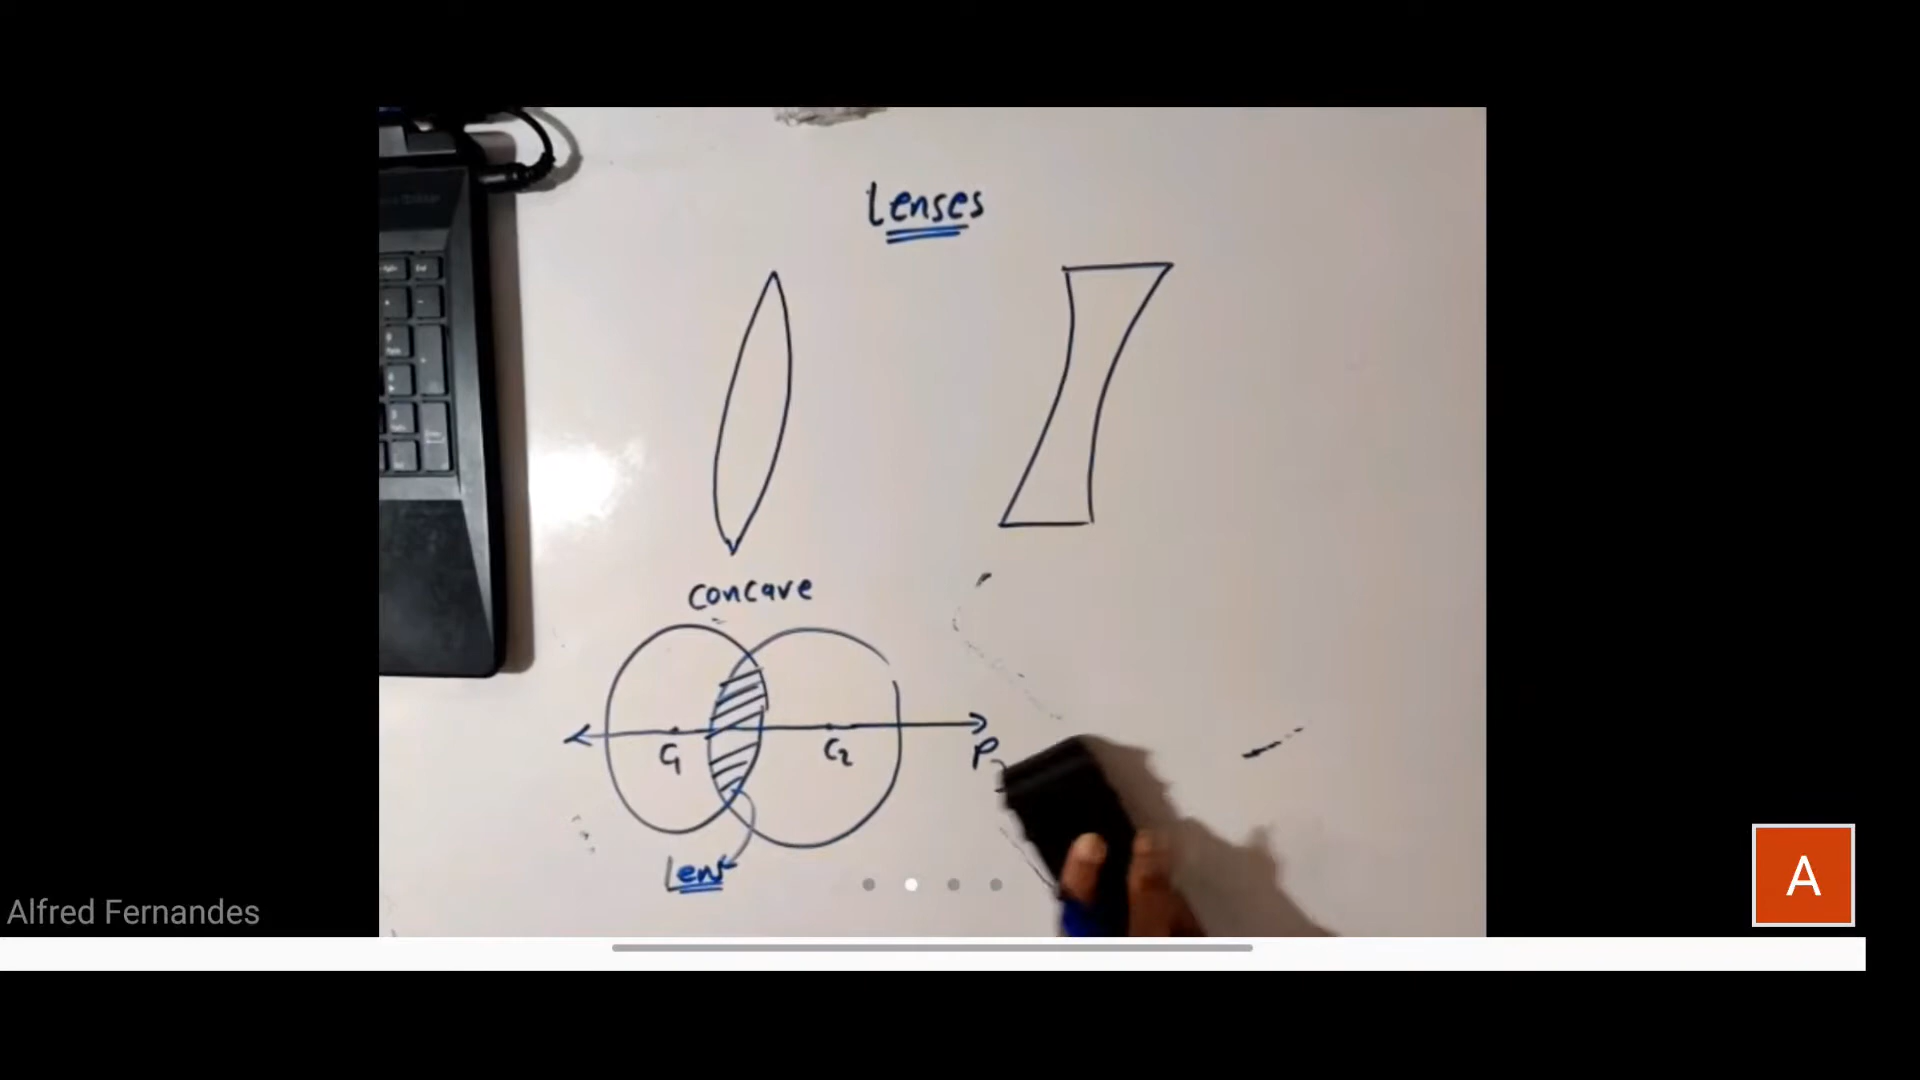 Lenses
concave
C1
C2
P
Lens
Alfred Fernandes
A